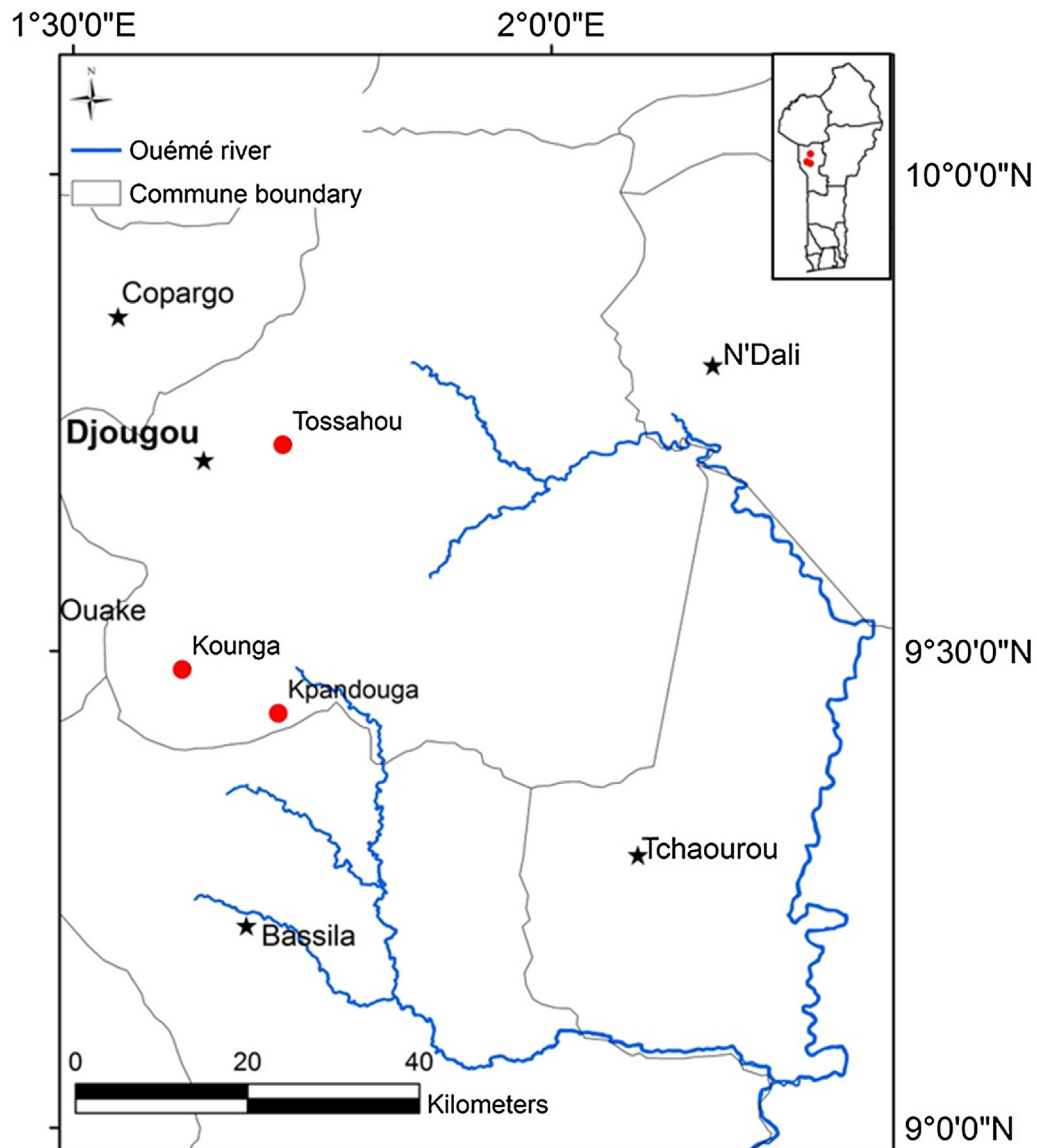 1°30'0"E 2°0'0"E
N
Ouémé river
10°0'0"N
Commune boundary
Copargo
N'Dali
Tossahou
Djougou
Ouake
Kounga
9°30'0"N
Kpandouga
Tchaourou
Bassila
0 20 40
Kilometers
9°0'0"N